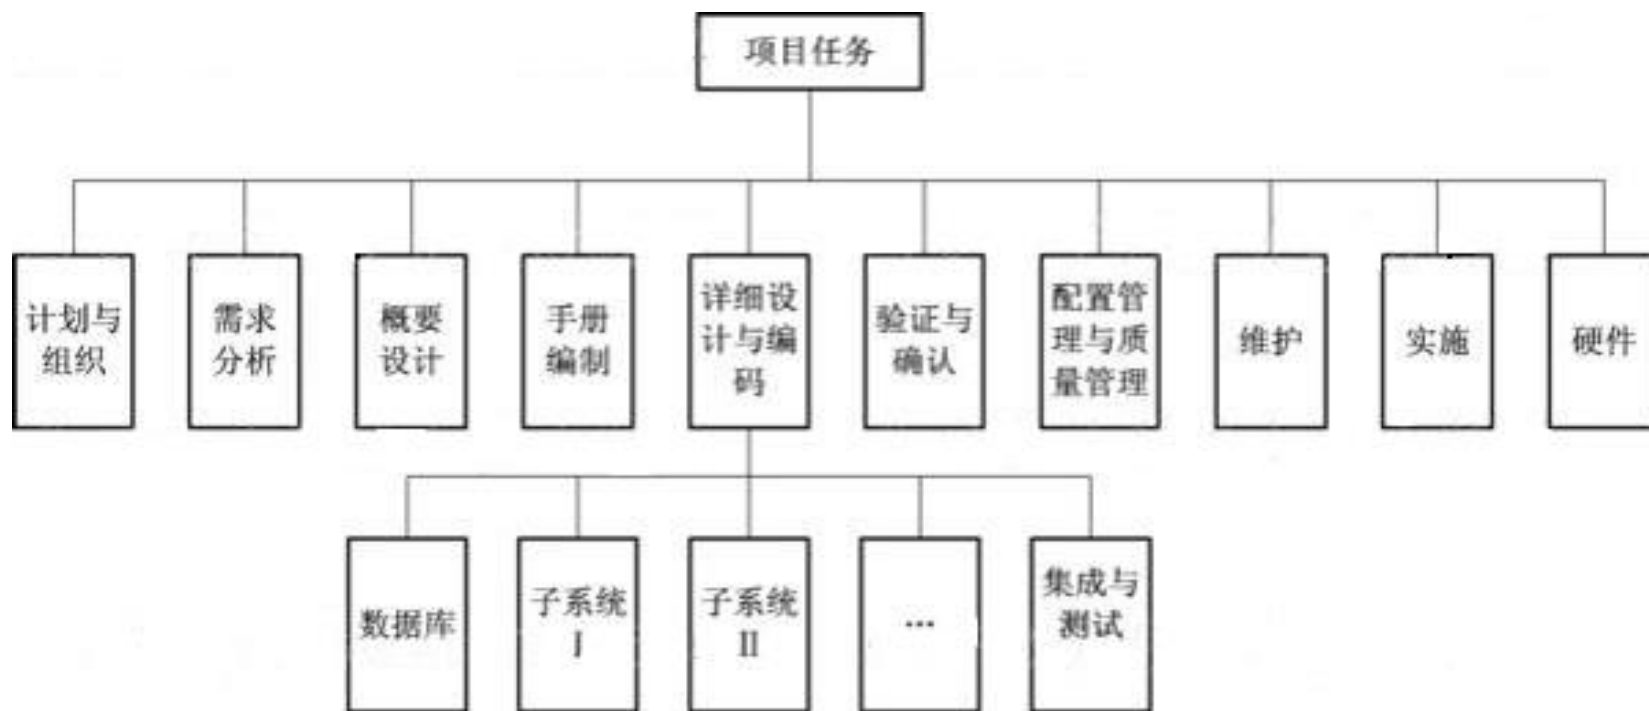 项目任务
计划与
组织
需求
分析
概要
设计
手册
编制
详细设
计与编
码
验证与
确认
配置管
理与质
量管理
维护
实施
硬件
数据库
子系统
I
子系统
II
…
集成与
测试